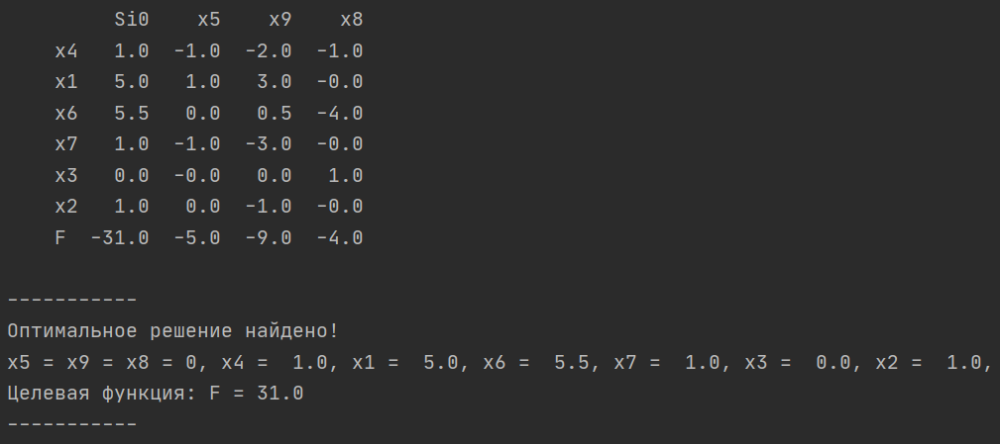 Si0 x5 x9 x8
x4 1.0 -1.0 -2.0 -1.0
x1 5.0 1.0 3.0 -0.0
x6 5.5 0.0 0.5 -4.0
x7 1.0 -1.0 -3.0 -0.0
x3 0.0 -0.0 0.0 1.0
x2 1.0 0.0 -1.0 -0.0
F -31.0 -5.0 -9.0 -4.0
-----------
Оптимальное решение найдено!
x5 = x9 = x8 = 0, x4 =  1.0, x1 =  5.0, x6 =  5.5, x7 =  1.0, x3 =  0.0, x2 =  1.0,
Целевая функция: F = 31.0
-----------